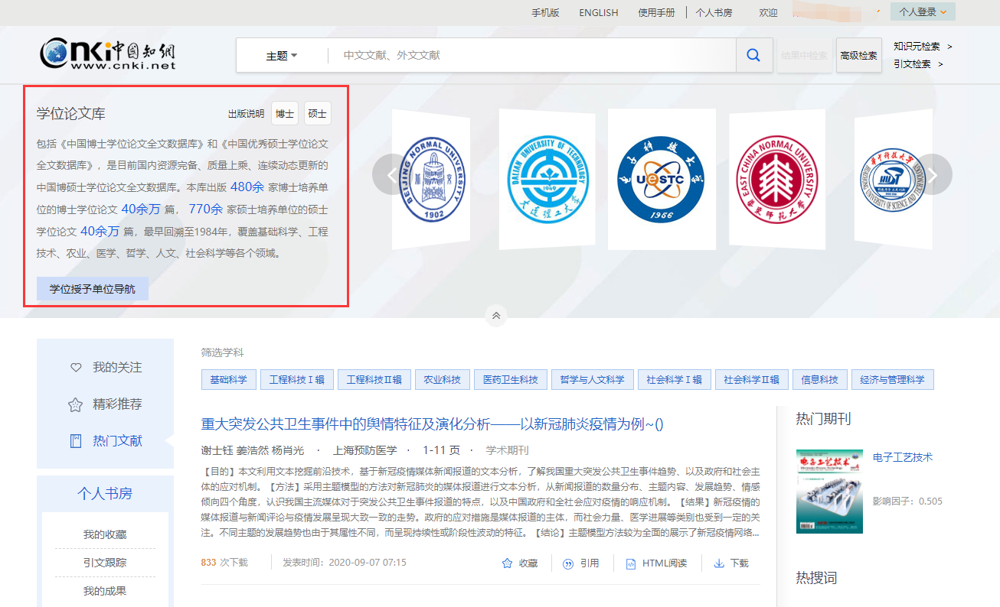 手机版 ENGLISH 使用手册 个人书房 欢迎 个人登录
cnki 中国知網
www.cnki.net
主题 中文文献、外文文献 结果中检索 高级检索
知识元检索 >
引文检索 >
学位论文库 出版说明 博士 硕士
包括《中国博士学位论文全文数据库》和《中国优秀硕士学位论文
全文数据库》，是目前国内资源完备、质量上乘、连续动态更新的
中国博硕士学位论文全文数据库。本库出版 480余 家博士培养单
位的博士学位论文 40余万 篇， 770余 家硕士培养单位的硕士
学位论文 40余万 篇，最早回溯至1984年，覆盖基础科学、工程
技术、农业、医学、哲学、人文、社会科学等各个领域。
学位授予单位导航
BEIJING NORMAL UNIVERSITY
1902
DALIAN UNIVERSITY OF TECHNOLOGY
1949
大连理工大学
电子科技大学
UESTC
1956
EAST CHINA NORMAL UNIVERSITY
華東師范大學
華中科技大学
HUST
HUAZHONG UNIVERSITY OF SCIENCE AND TECHNOLOGY
我的关注
精彩推荐
热门文献
个人书房
我的收藏
引文跟踪
我的成果
筛选学科
基础科学 工程科技Ⅰ辑 工程科技Ⅱ辑 农业科技 医药卫生科技 哲学与人文科学 社会科学Ⅰ辑 社会科学Ⅱ辑 信息科技 经济与管理科学
重大突发公共卫生事件中的舆情特征及演化分析——以新冠肺炎疫情为例~()
谢士钰 姜浩然 杨肖光 · 上海预防医学 · 1-11 页 · 学术期刊
【目的】本文利用文本挖掘前沿技术，基于新冠疫情媒体新闻报道的文本分析，了解我国重大突发公共卫生事件趋势、以及政府和社会主
体的应对机制。【方法】采用主题模型的方法对新冠肺炎的媒体报道进行文本分析，从新闻报道的数量分布、主题内容、发展趋势、情感
倾向四个角度，认识我国主流媒体对于突发公共卫生事件报道的特点，以及中国政府和全社会应对疫情的响应机制。【结果】新冠疫情的
媒体报道与新闻评论与疫情发展呈现大致一致的走势。政府的应对措施是媒体报道的主体，而社会力量、医学进展等类别也受到一定的关
注。不同主题的发展趋势也由于其属性不同，而呈现持续性或阶段性波动的特征。【结论】主题模型方法较为全面的展示了新冠疫情网络...
833 次下载 发表时间：2020-09-07 07:15 收藏 引用 HTML阅读 下载
热门期刊
电子工艺技术
电子工艺技术
影响因子：0.505
热搜词